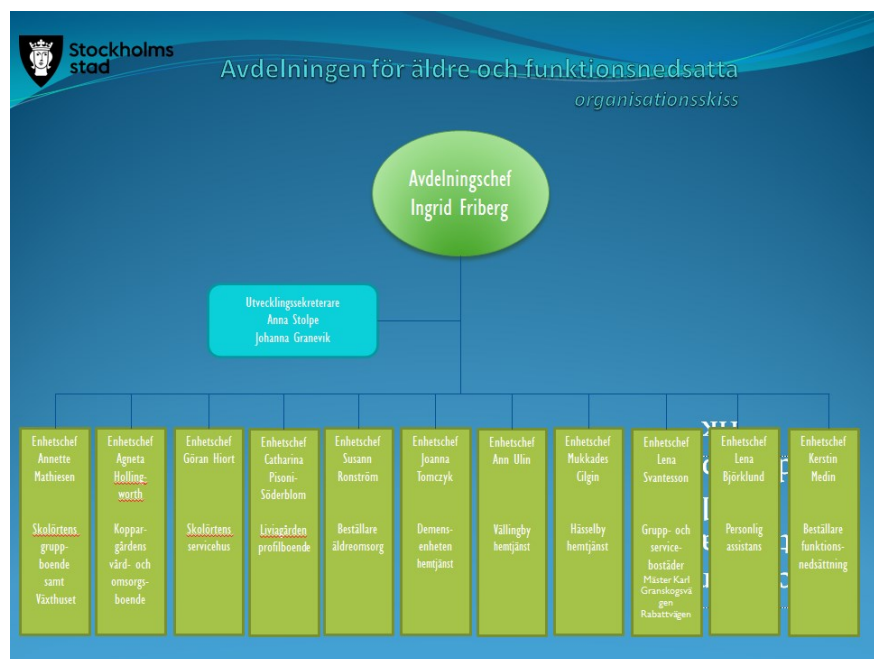 Stockholms
stad
Avdelningen för äldre och funktionsnedsatta
organisationsskiss
Avdelningschef
Ingrid Friberg
Utvecklingssekreterare
Anna Stolpe
Johanna Granevik
Enhetschef
Annette
Mathiesen
Skolörtens
grupp-
boende
samt
Växthuset
Enhetschef
Agneta
Holling-
worth
Koppar-
gårdens
vård- och
omsorgs-
boende
Enhetschef
Göran Hiort
Skolörtens
servicehus
Enhetschef
Catharina
Pisoni-
Söderblom
Liviagården
profilboende
Enhetschef
Susann
Ronström
Beställare
äldreomsorg
Enhetschef
Joanna
Tomczyk
Demens-
enheten
hemtjänst
Enhetschef
Ann Ulin
Vällingby
hemtjänst
Enhetschef
Mukkades
Cilgin
Hässelby
hemtjänst
Enhetschef
Lena
Svantesson
Grupp- och
service-
bostäder
Mäster Karl
Granskogsvä
gen
Rabattvägen
Enhetschef
Lena
Björklund
Personlig
assistans
Enhetschef
Kerstin
Medin
Beställare
funktions-
nedsättning